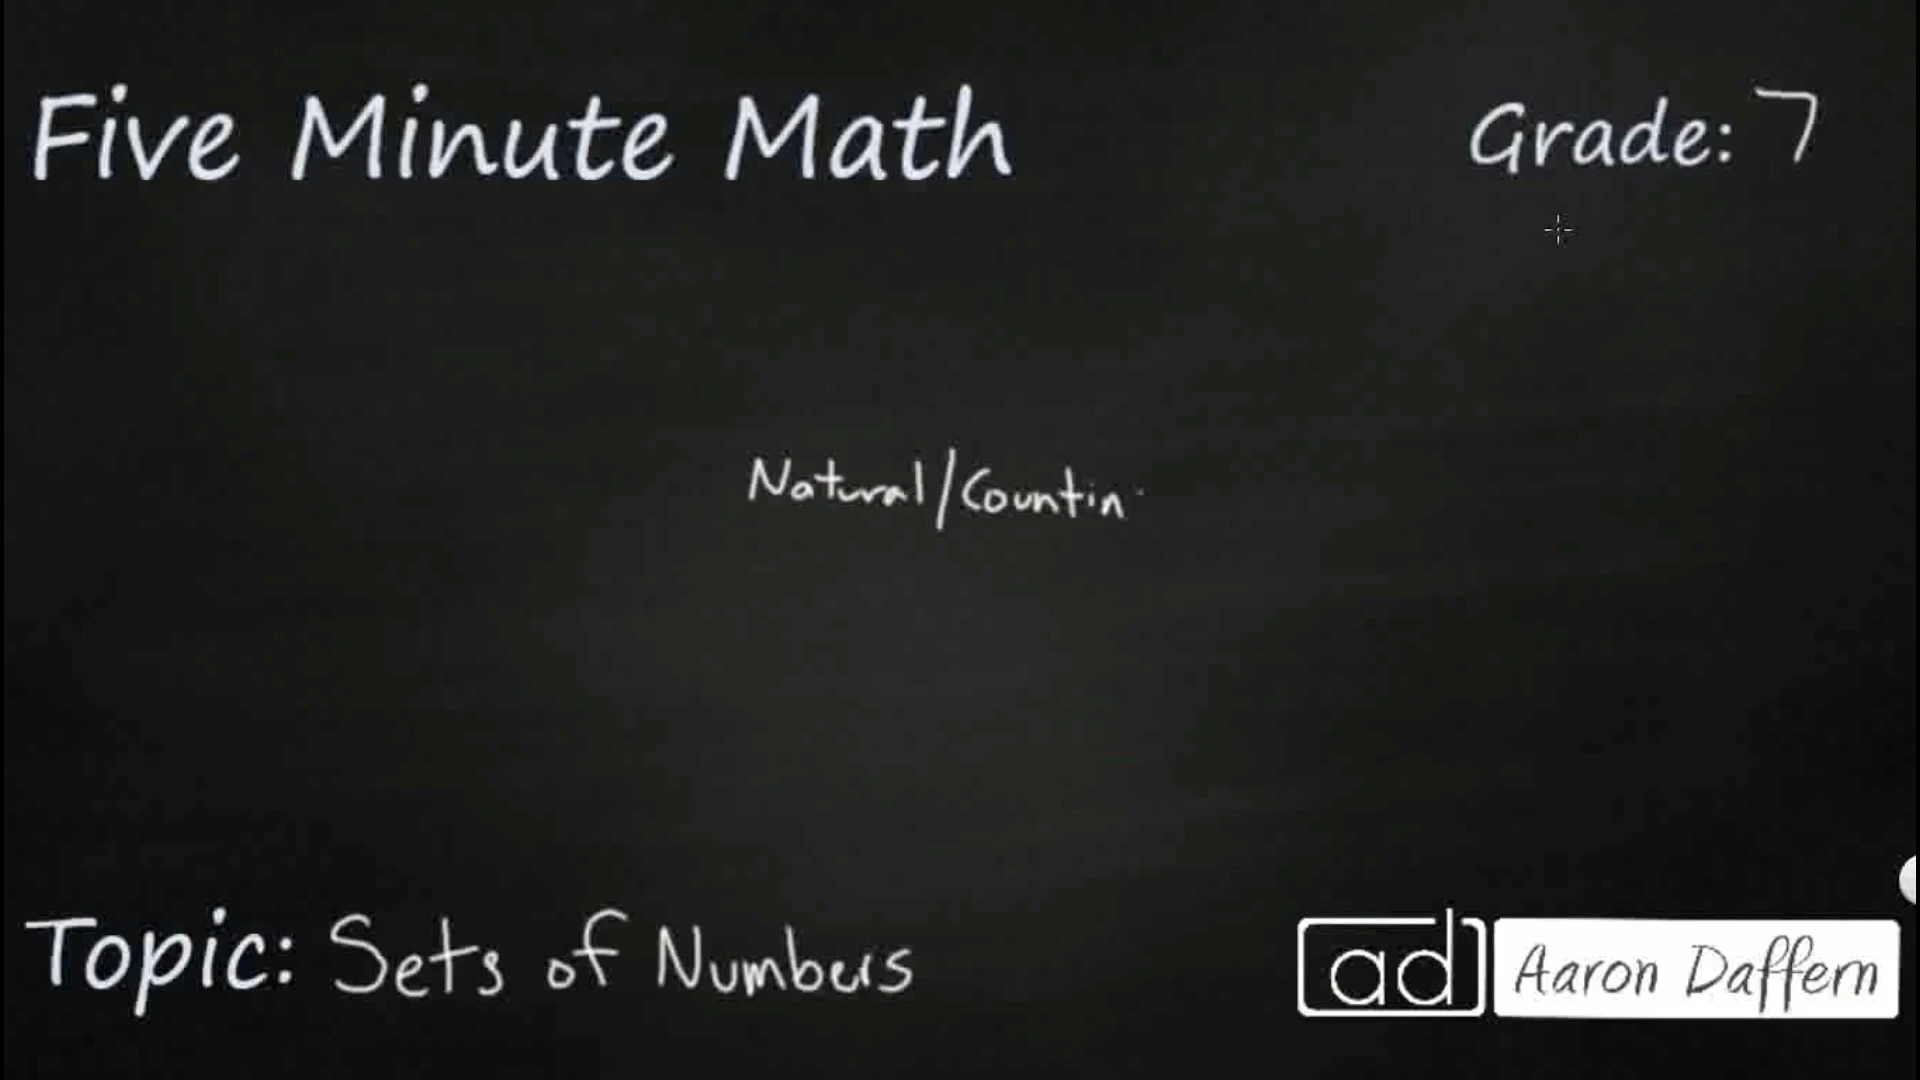 Five Minute Math
Grade: 7
Natural/Countin
Topic: Sets of Numbers
ad Aaron Daffern